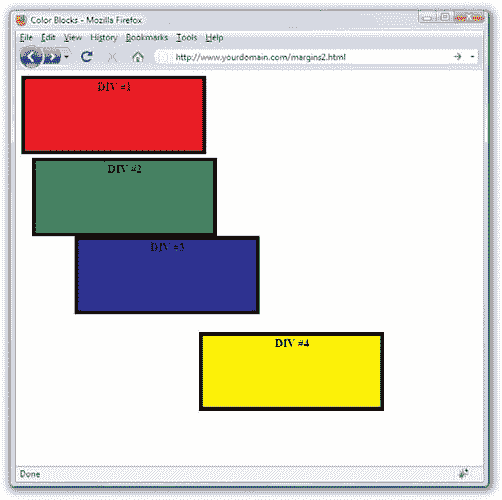 Color Blocks - Mozilla Firefox
File Edit View History Bookmarks Tools Help
http://www.yourdomain.com/margins2.html
DIV #1
DIV #2
DIV #3
DIV #4
Done